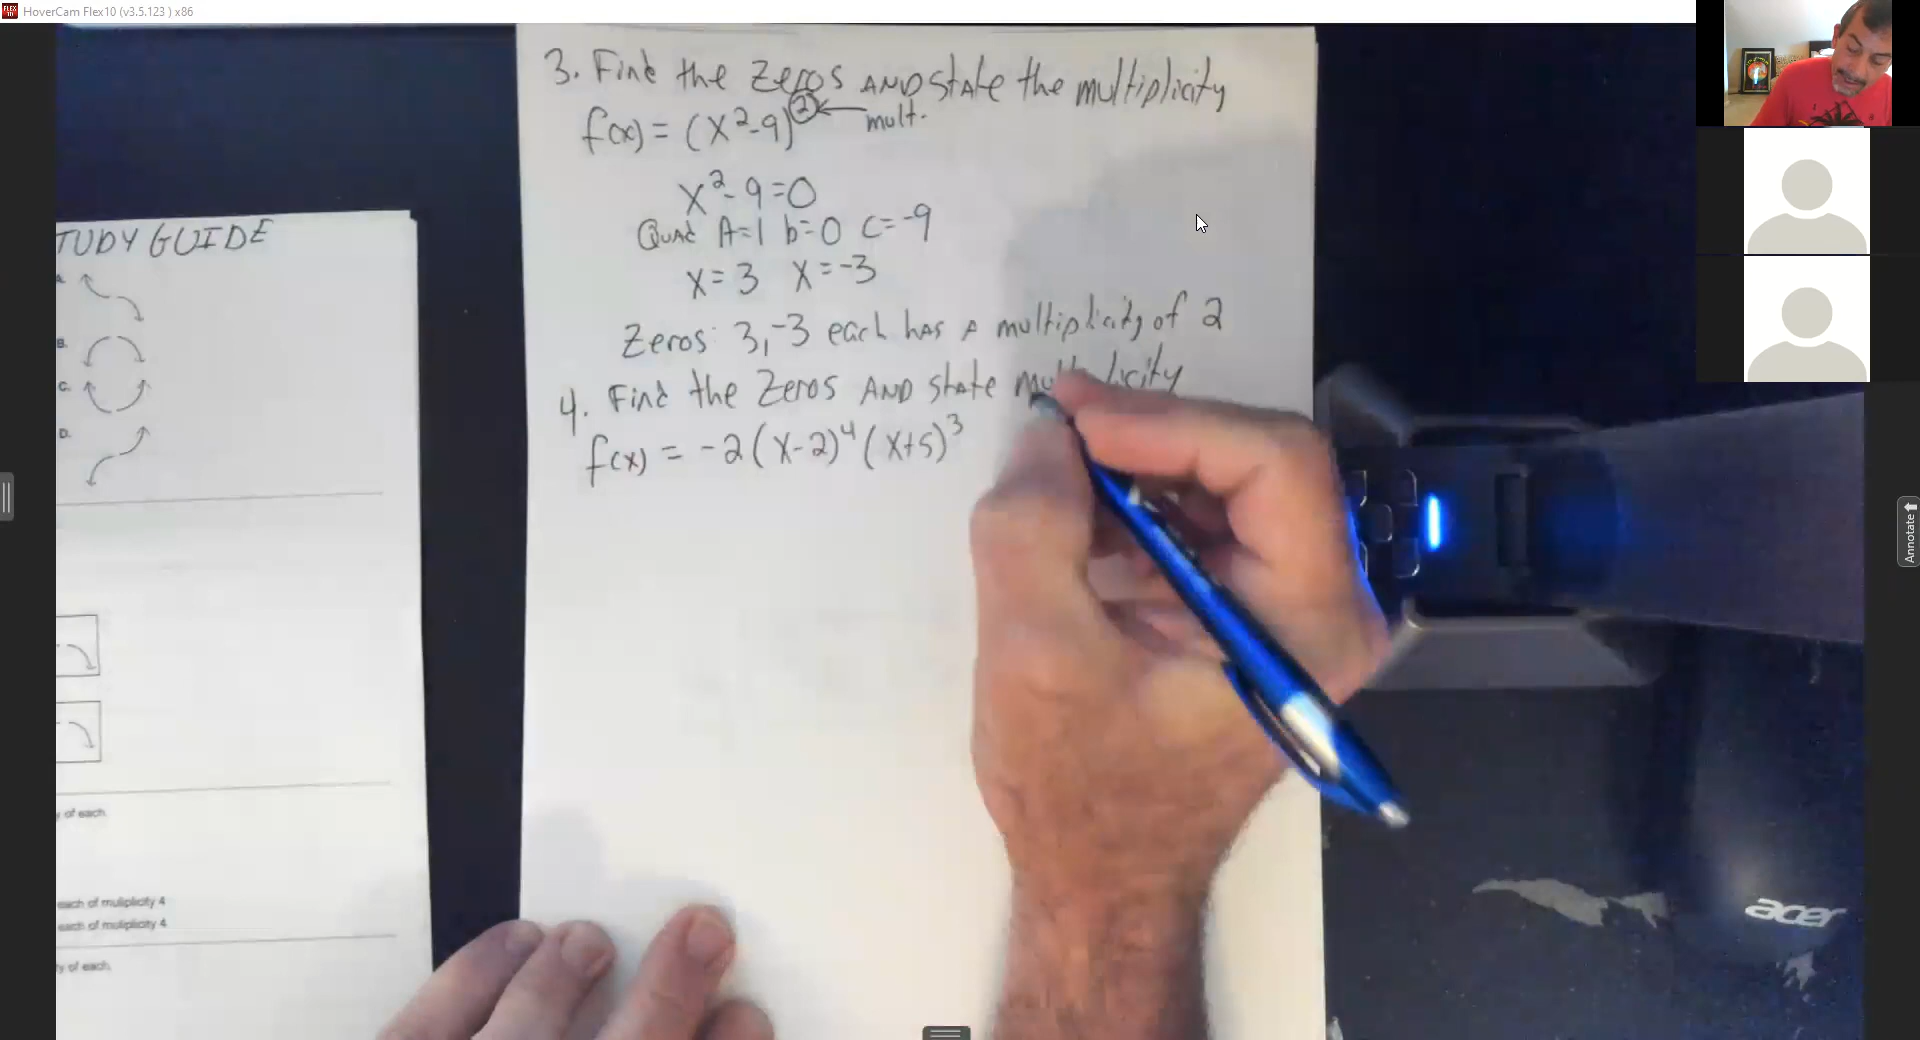 HoverCam Flex10 (v3.5.123 ) x86
3. Find the Zeros AND state the multiplicity
f(x) = (x²-9)² ← mult.
x²-9=0
Quad A=1 b=0 c=-9
x=3 x=-3
Zeros: 3,-3 each has A multiplicity of 2
4. Find the Zeros AND state multiplicity
f(x) = -2(x-2)⁴(x+5)³
TUDY GUIDE
B.
C.
D.
y of each.
each of muliplicity 4
each of muliplicity 4
ty of each.
Annotate
acer